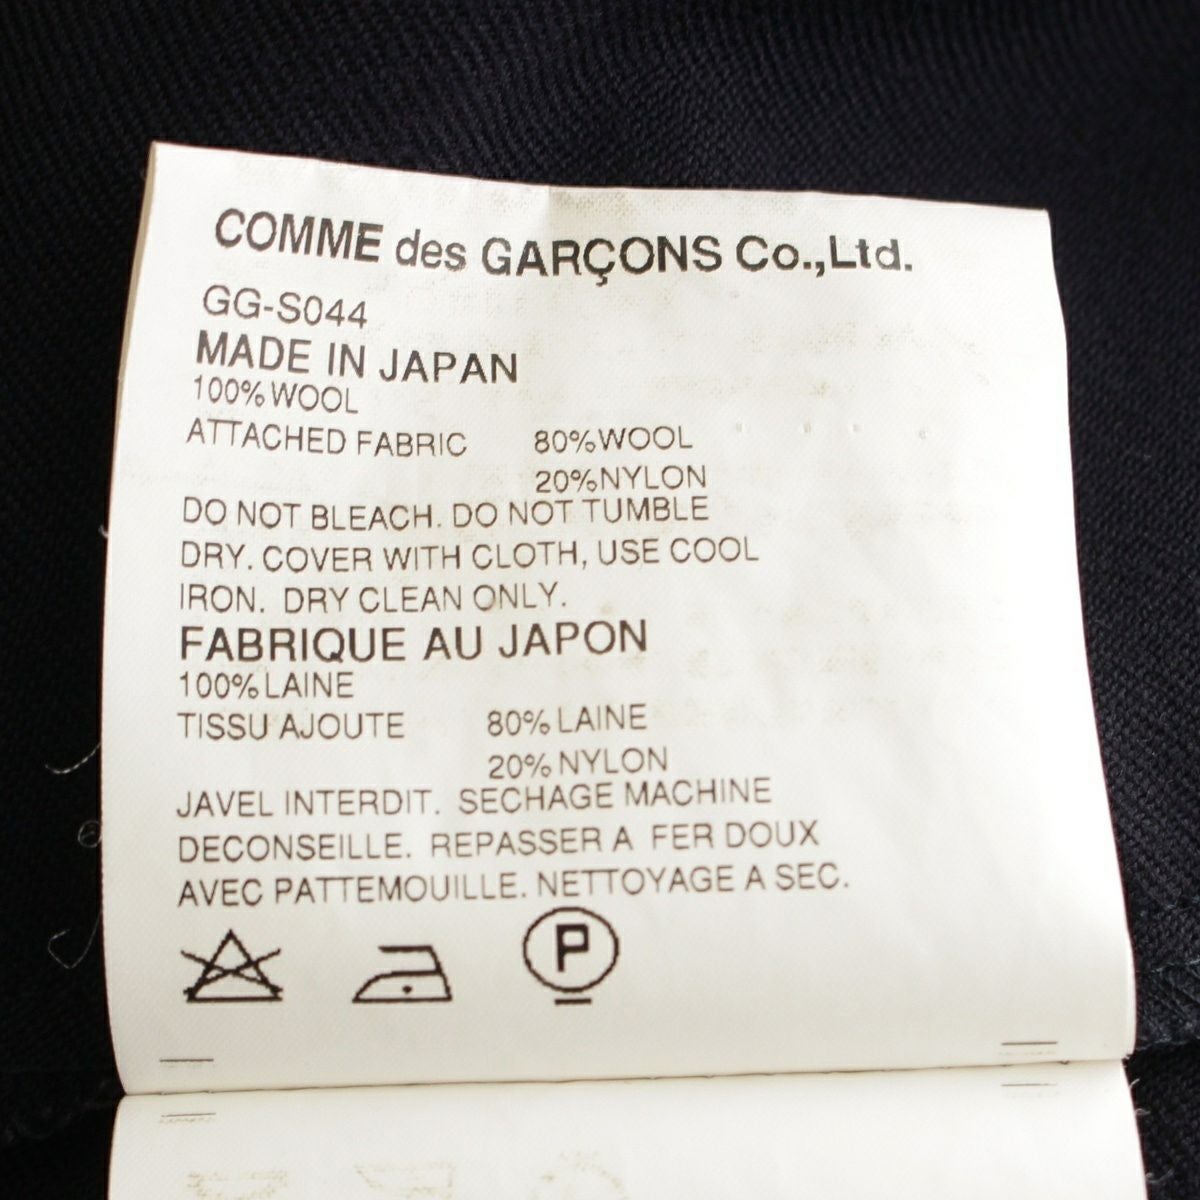 COMME des GARÇONS Co.,Ltd.
GG-S044
MADE IN JAPAN
100%WOOL
ATTACHED FABRIC 80%WOOL
20%NYLON
DO NOT BLEACH. DO NOT TUMBLE
DRY. COVER WITH CLOTH, USE COOL
IRON. DRY CLEAN ONLY.
FABRIQUE AU JAPON
100%LAINE
TISSU AJOUTE 80%LAINE
20%NYLON
JAVEL INTERDIT. SECHAGE MACHINE
DECONSEILLE. REPASSER A FER DOUX
AVEC PATTEMOUILLE. NETTOYAGE A SEC.
P